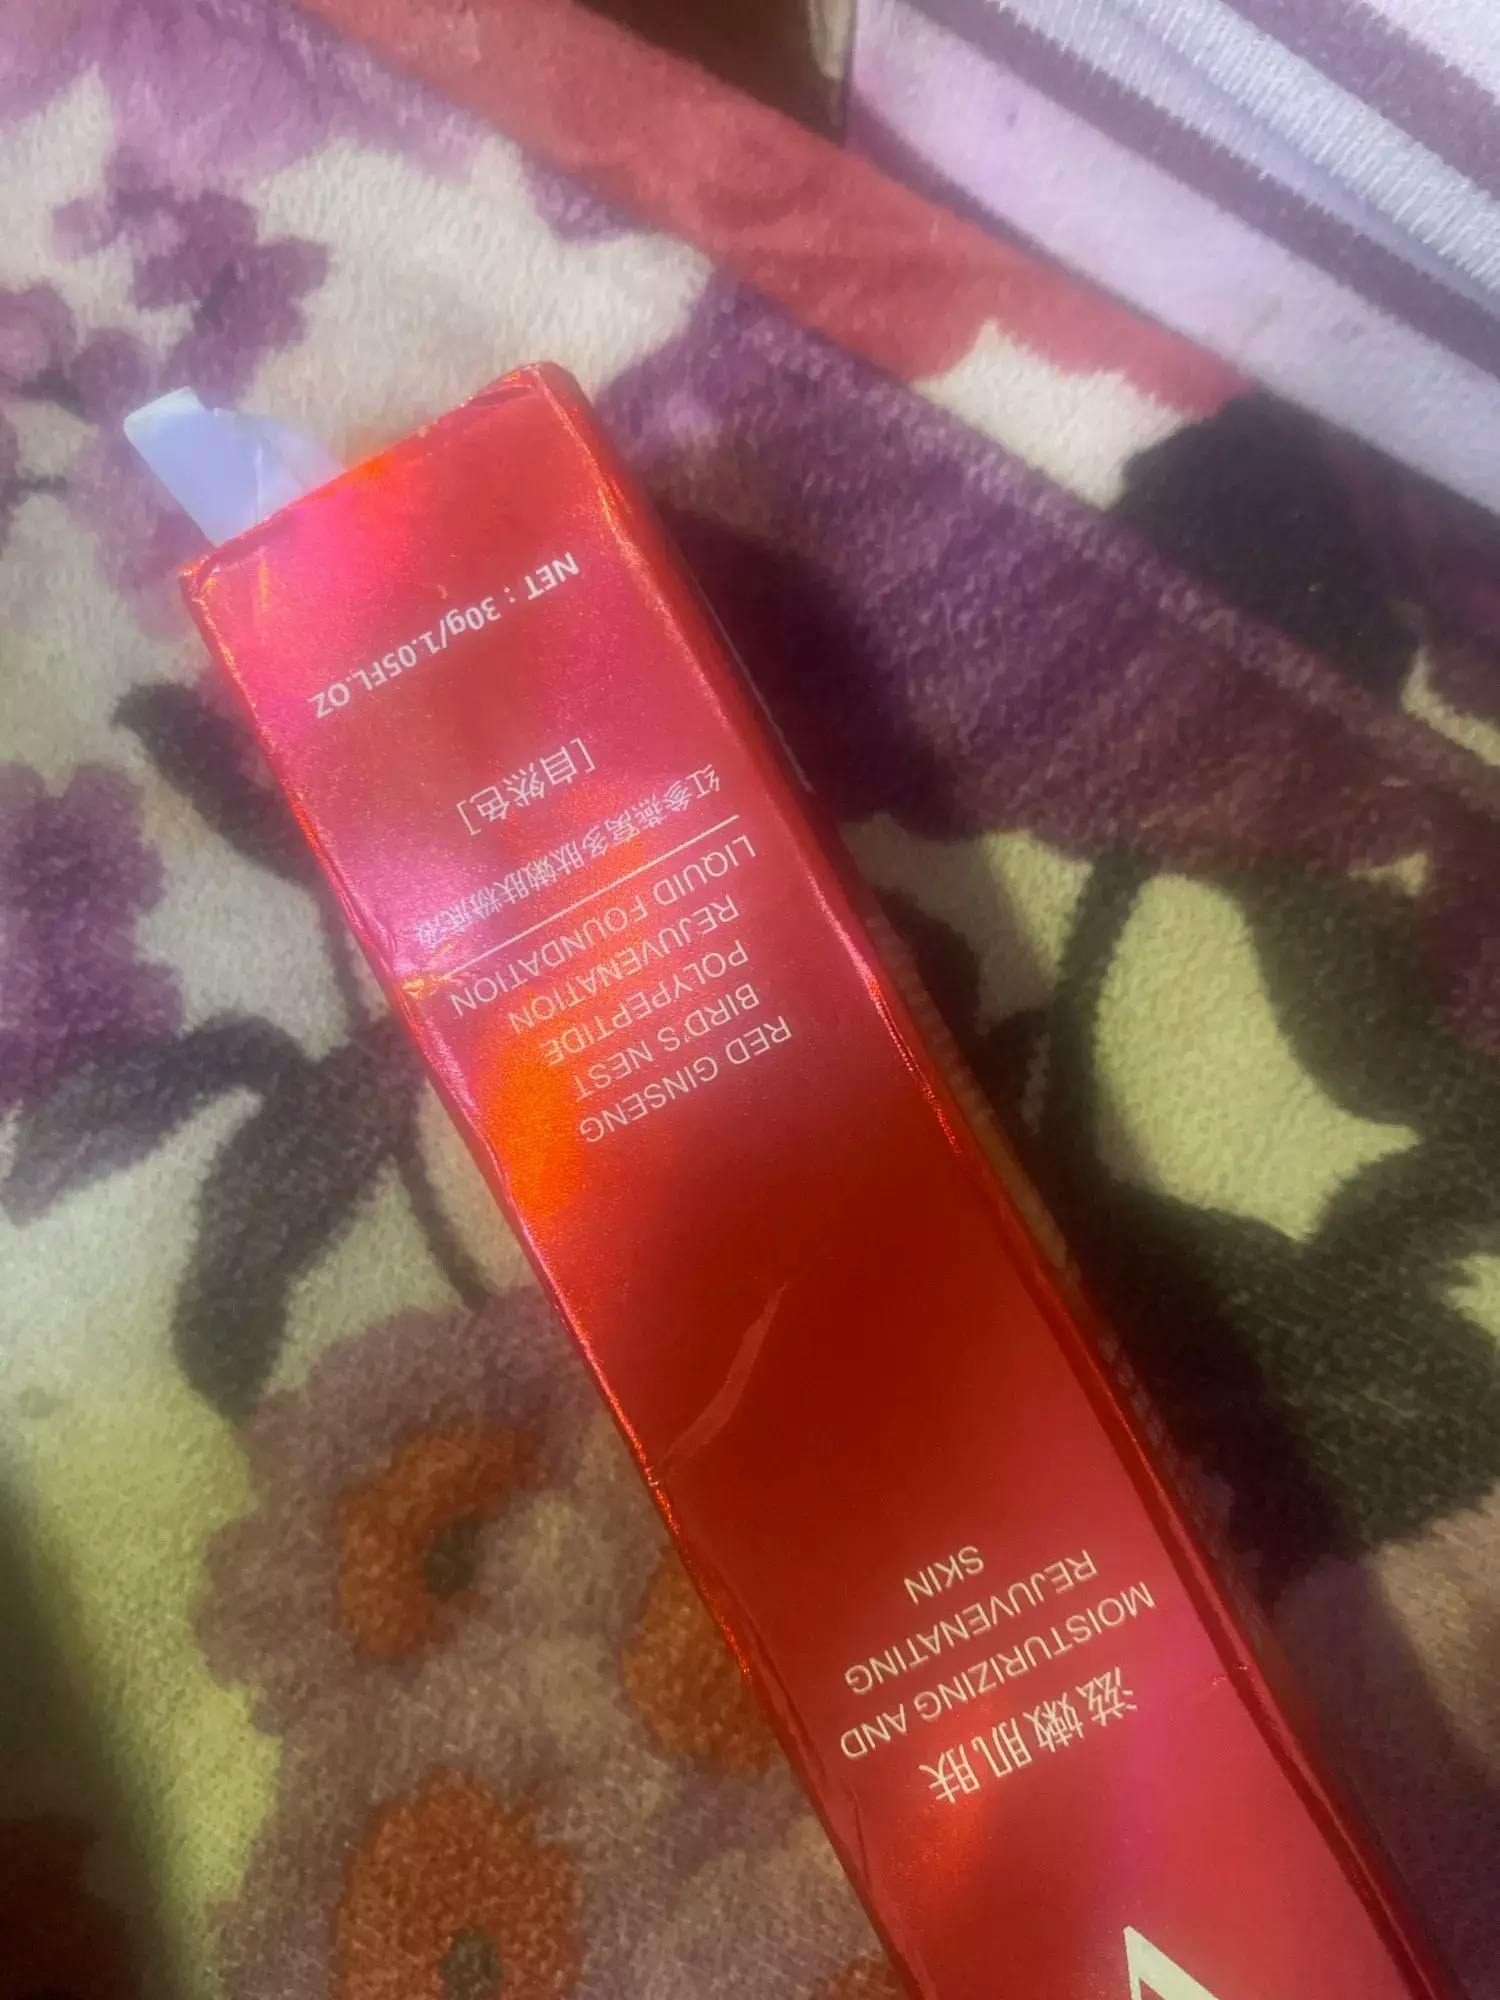 滋嫩肌肤
MOISTURIZING AND
REJUVENATING
SKIN
RED GINSENG
BIRD'S NEST
POLYPEPTIDE
REJUVENATION
LIQUID FOUNDATION
红参燕窝多肽嫩肤粉底液
[自然色]
NET : 30g/1.05FL.OZ